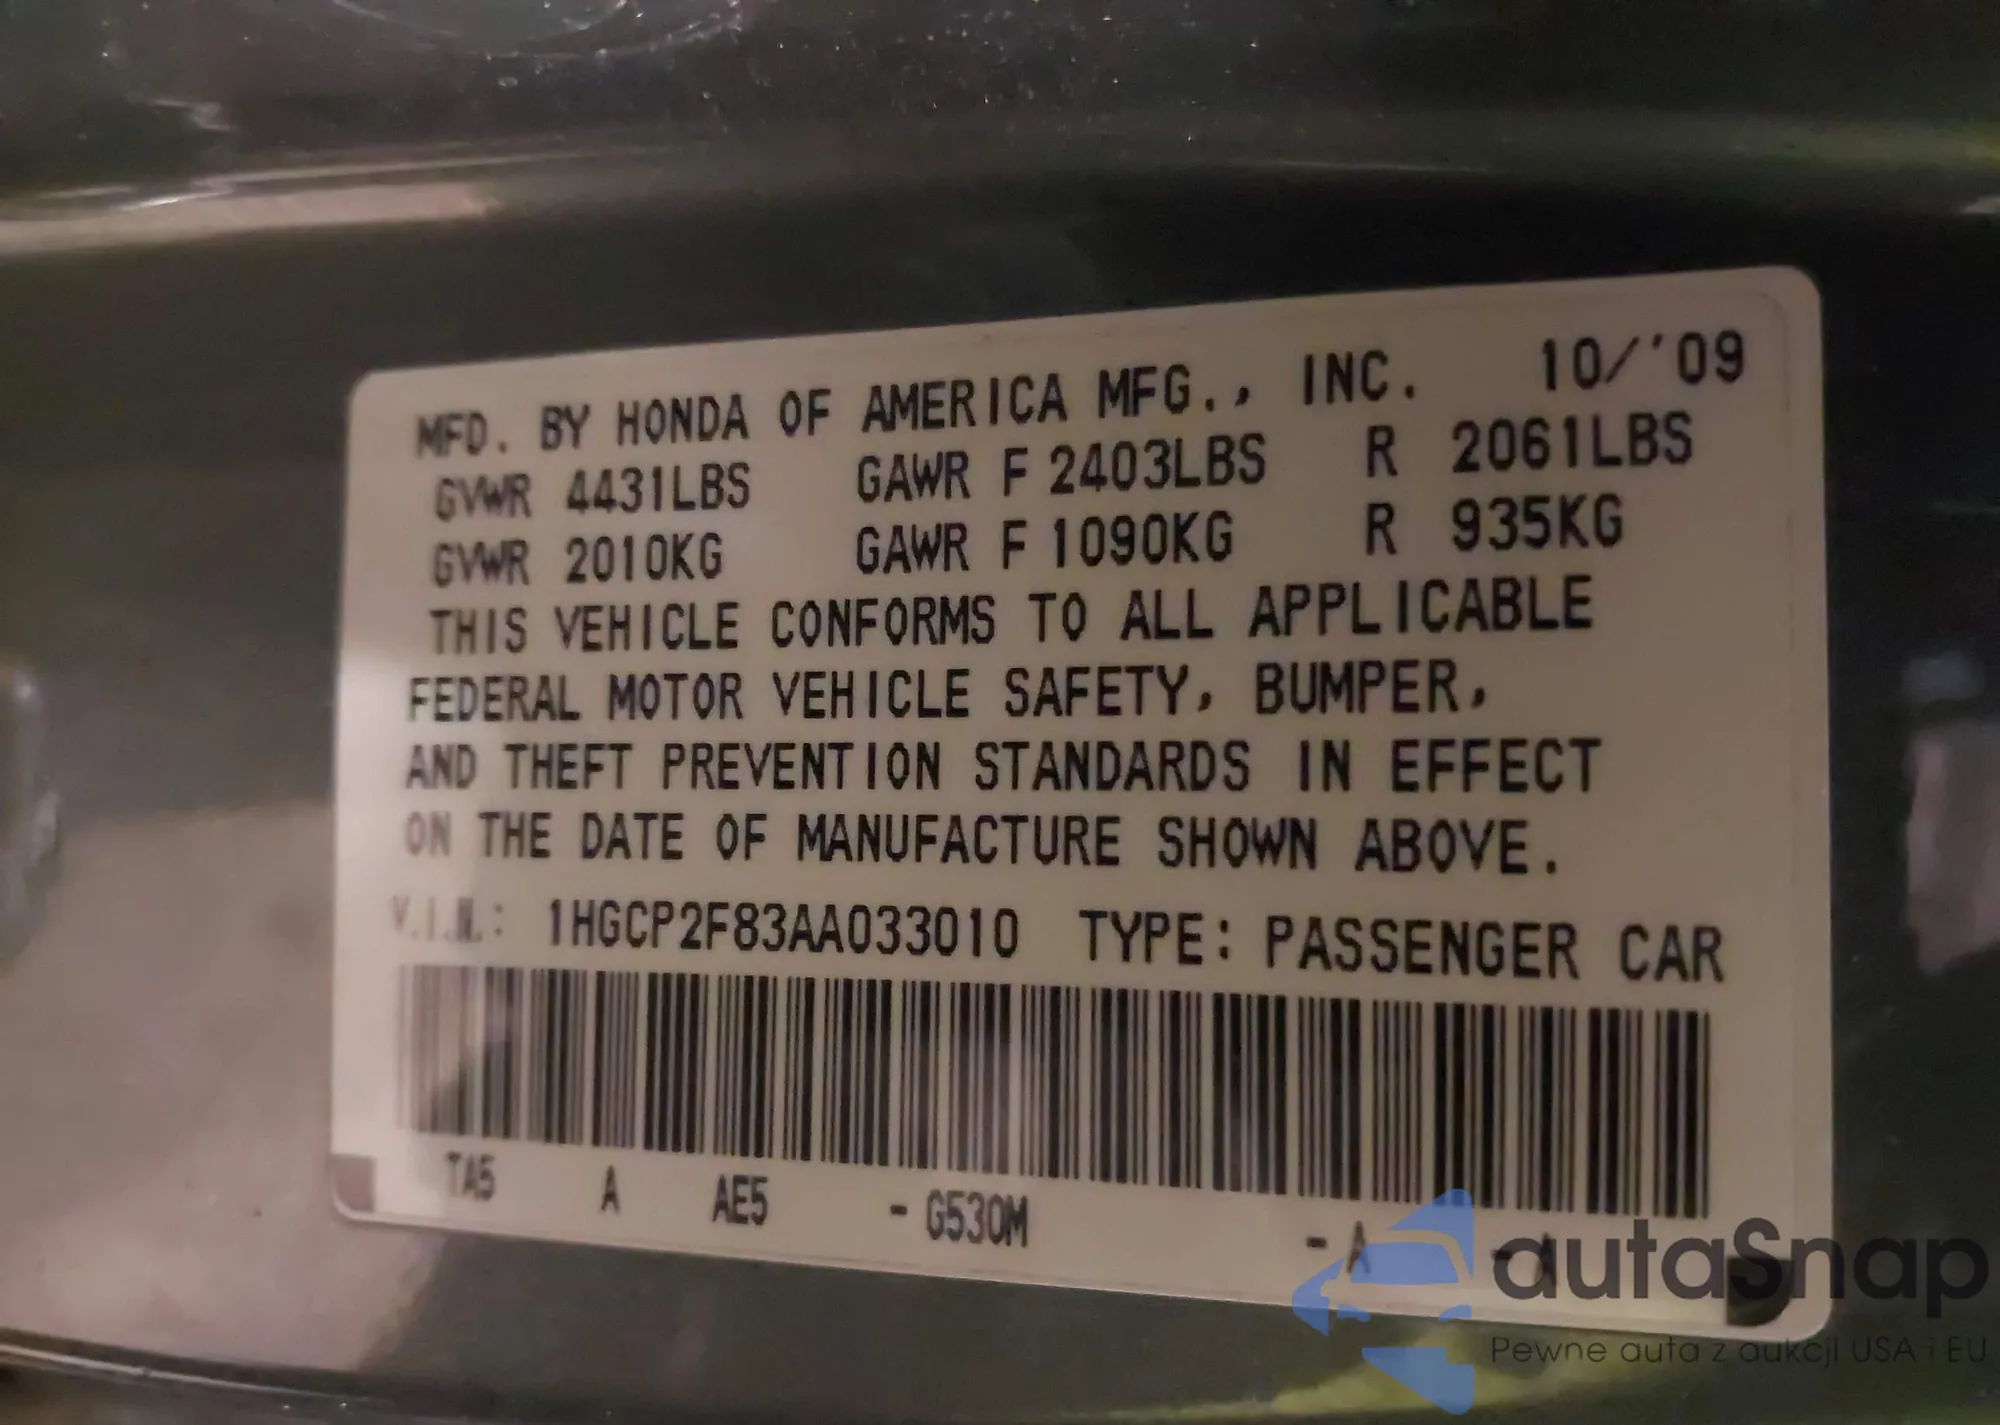 MFD. BY HONDA OF AMERICA MFG., INC. 10/'09
GVWR 4431LBS GAWR F 2403LBS R 2061LBS
GVWR 2010KG GAWR F 1090KG R 935KG
THIS VEHICLE CONFORMS TO ALL APPLICABLE
FEDERAL MOTOR VEHICLE SAFETY, BUMPER,
AND THEFT PREVENTION STANDARDS IN EFFECT
ON THE DATE OF MANUFACTURE SHOWN ABOVE.
V.I.N.: 1HGCP2F83AA033010 TYPE: PASSENGER CAR
TA5 A AE5 - G530M - A - A
autaSnap
Pewne auta z aukcji USA i EU